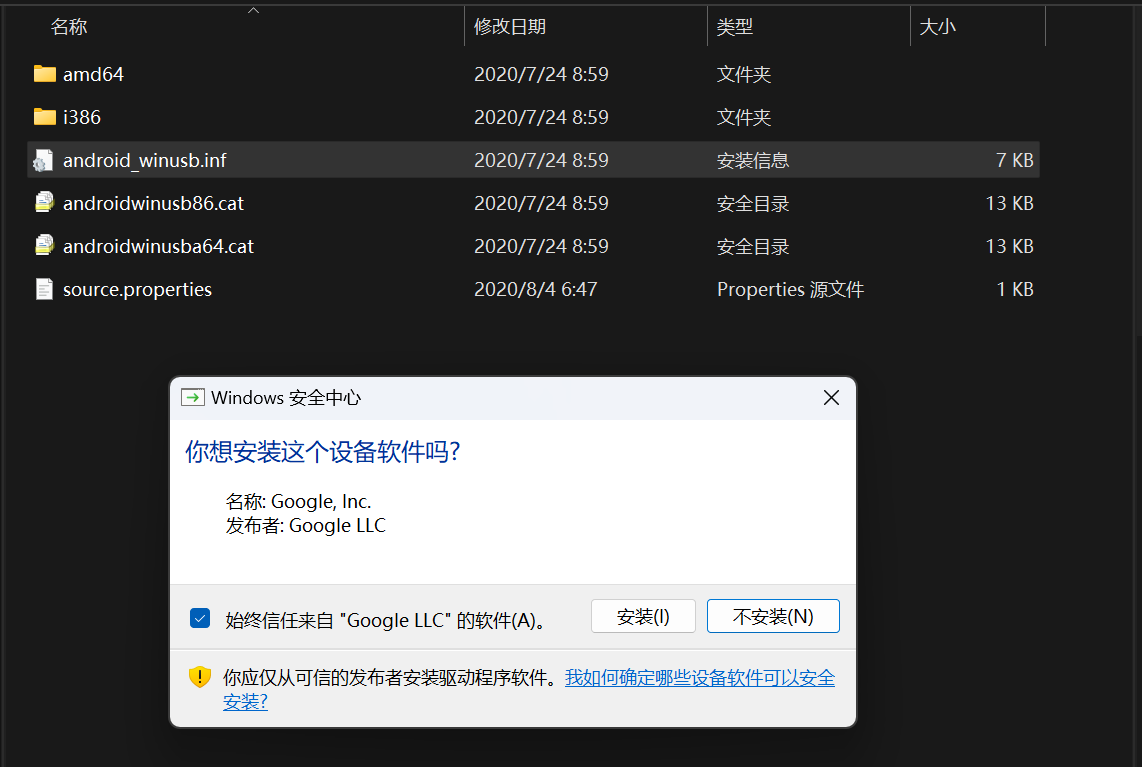 名称 修改日期 类型 大小
amd64 2020/7/24 8:59 文件夹
i386 2020/7/24 8:59 文件夹
android_winusb.inf 2020/7/24 8:59 安装信息 7 KB
androidwinusb86.cat 2020/7/24 8:59 安全目录 13 KB
androidwinusba64.cat 2020/7/24 8:59 安全目录 13 KB
source.properties 2020/8/4 6:47 Properties 源文件 1 KB
Windows 安全中心
你想安装这个设备软件吗?
名称: Google, Inc.
发布者: Google LLC
始终信任来自 "Google LLC" 的软件(A)。 安装(I) 不安装(N)
你应仅从可信的发布者安装驱动程序软件。我如何确定哪些设备软件可以安全
安装?